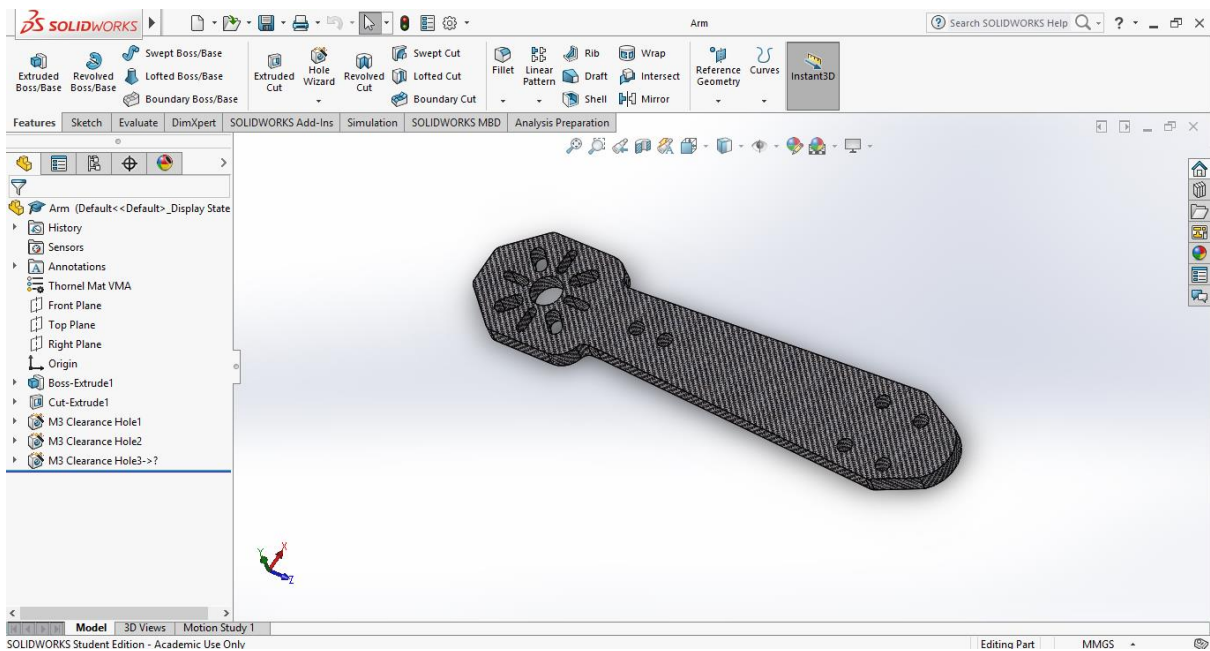 SOLIDWORKS
Arm
Search SOLIDWORKS Help
?
Extruded Boss/Base
Revolved Boss/Base
Swept Boss/Base
Lofted Boss/Base
Boundary Boss/Base
Extruded Cut
Hole Wizard
Revolved Cut
Swept Cut
Lofted Cut
Boundary Cut
Fillet
Linear Pattern
Rib
Draft
Shell
Wrap
Intersect
Mirror
Reference Geometry
Curves
Instant3D
Features Sketch Evaluate DimXpert SOLIDWORKS Add-Ins Simulation SOLIDWORKS MBD Analysis Preparation
Arm (Default<<Default>_Display State
History
Sensors
Annotations
Thornel Mat VMA
Front Plane
Top Plane
Right Plane
Origin
Boss-Extrude1
Cut-Extrude1
M3 Clearance Hole1
M3 Clearance Hole2
M3 Clearance Hole3->?
Y X
Z
Model 3D Views Motion Study 1
SOLIDWORKS Student Edition - Academic Use Only
Editing Part MMGS